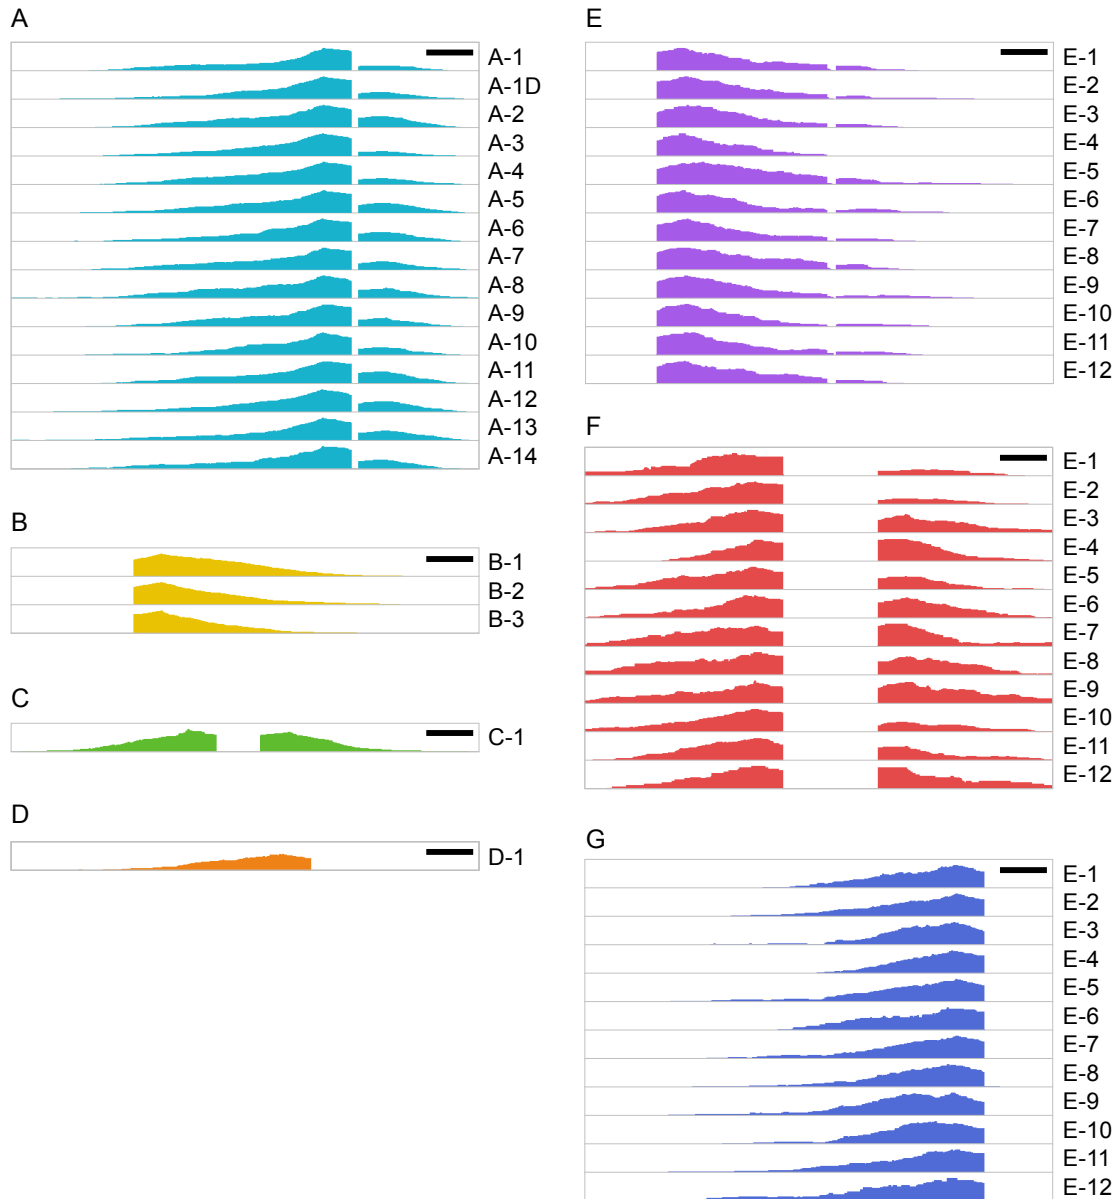 A
A-1
A-1D
A-2
A-3
A-4
A-5
A-6
A-7
A-8
A-9
A-10
A-11
A-12
A-13
A-14
B
B-1
B-2
B-3
C
C-1
D
D-1
E
E-1
E-2
E-3
E-4
E-5
E-6
E-7
E-8
E-9
E-10
E-11
E-12
F
E-1
E-2
E-3
E-4
E-5
E-6
E-7
E-8
E-9
E-10
E-11
E-12
G
E-1
E-2
E-3
E-4
E-5
E-6
E-7
E-8
E-9
E-10
E-11
E-12